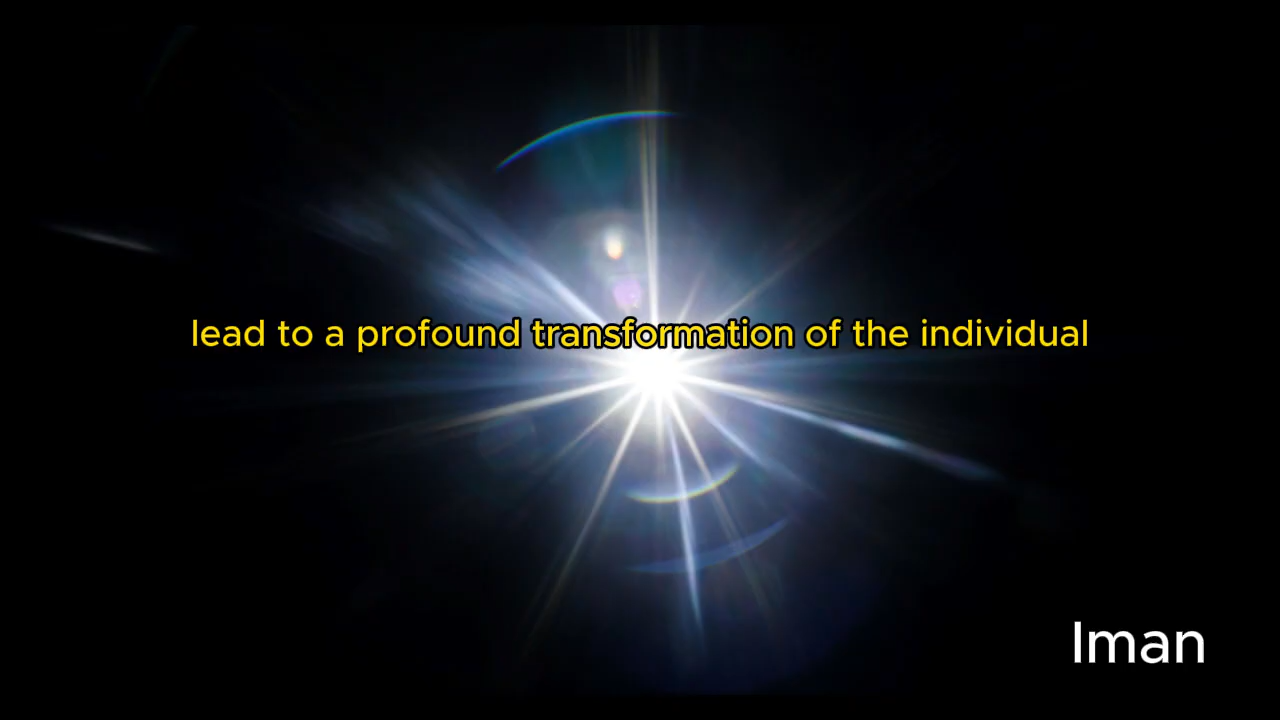 lead to a profound transformation of the individual
Iman